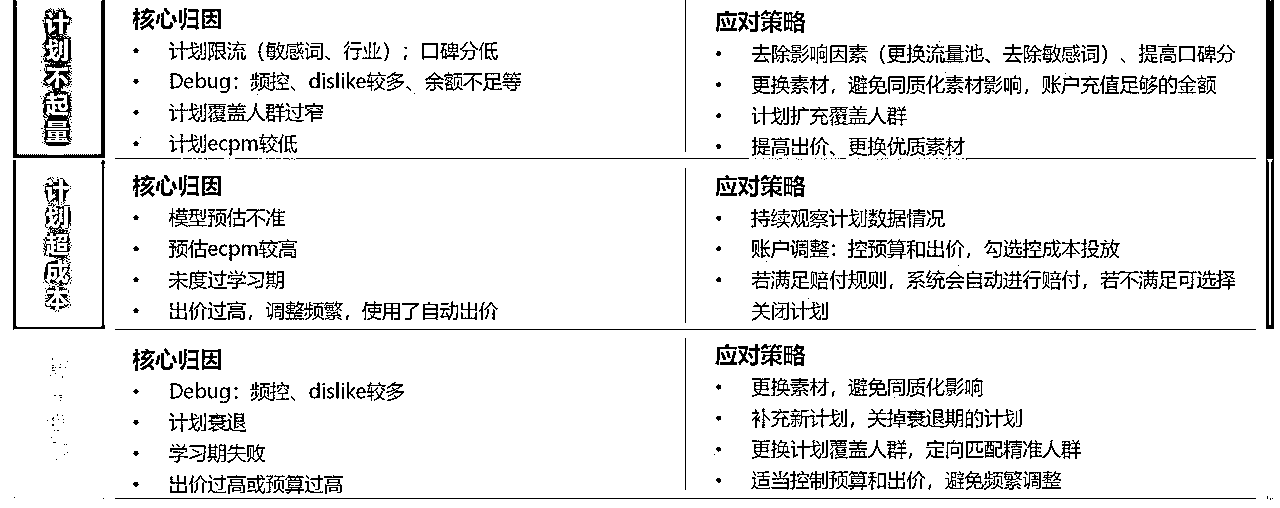 计划不起量
核心归因
• 计划限流（敏感词、行业）；口碑分低
• Debug：频控、dislike较多、余额不足等
• 计划覆盖人群过窄
• 计划ecpm较低
应对策略
• 去除影响因素（更换流量池、去除敏感词）、提高口碑分
• 更换素材，避免同质化素材影响，账户充值足够的金额
• 计划扩充覆盖人群
• 提高出价、更换优质素材
计划超成本
核心归因
• 模型预估不准
• 预估ecpm较高
• 未度过学习期
• 出价过高，调整频繁，使用了自动出价
应对策略
• 持续观察计划数据情况
• 账户调整：控预算和出价，勾选控成本投放
• 若满足赔付规则，系统会自动进行赔付，若不满足可选择
关闭计划
核心归因
• Debug：频控、dislike较多
• 计划衰退
• 学习期失败
• 出价过高或预算过高
应对策略
• 更换素材，避免同质化影响
• 补充新计划，关掉衰退期的计划
• 更换计划覆盖人群，定向匹配精准人群
• 适当控制预算和出价，避免频繁调整